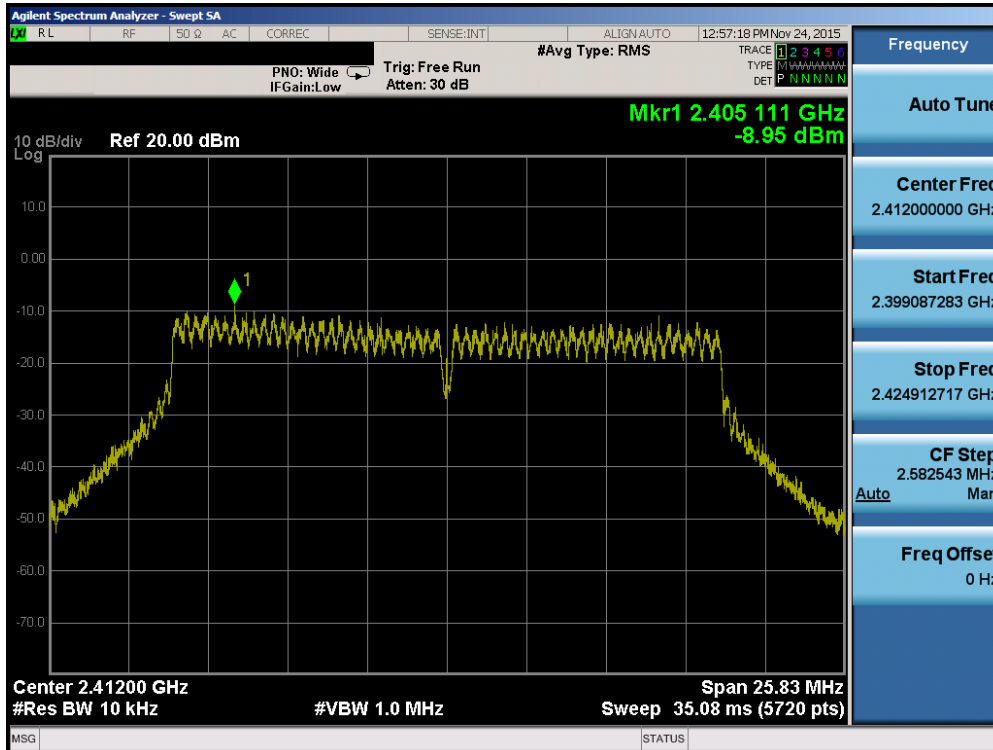 Agilent Spectrum Analyzer - Swept SA
LXI RL RF 50 Ω AC CORREC SENSE:INT ALIGN AUTO 12:57:18 PM Nov 24, 2015
PNO: Wide
IFGain:Low
Trig: Free Run
Atten: 30 dB
#Avg Type: RMS
TRACE 1 2 3 4 5 6
TYPE M WWWWW
DET P N N N N N
Mkr1 2.405 111 GHz
-8.95 dBm
10 dB/div Ref 20.00 dBm
Log
10.0
0.00
-10.0
-20.0
-30.0
-40.0
-50.0
-60.0
-70.0
1
Center 2.41200 GHz Span 25.83 MHz
#Res BW 10 kHz #VBW 1.0 MHz Sweep 35.08 ms (5720 pts)
MSG STATUS
Frequency
Auto Tune
Center Freq
2.412000000 GHz
Start Freq
2.399087283 GHz
Stop Freq
2.424912717 GHz
CF Step
2.582543 MHz
Auto Man
Freq Offset
0 Hz